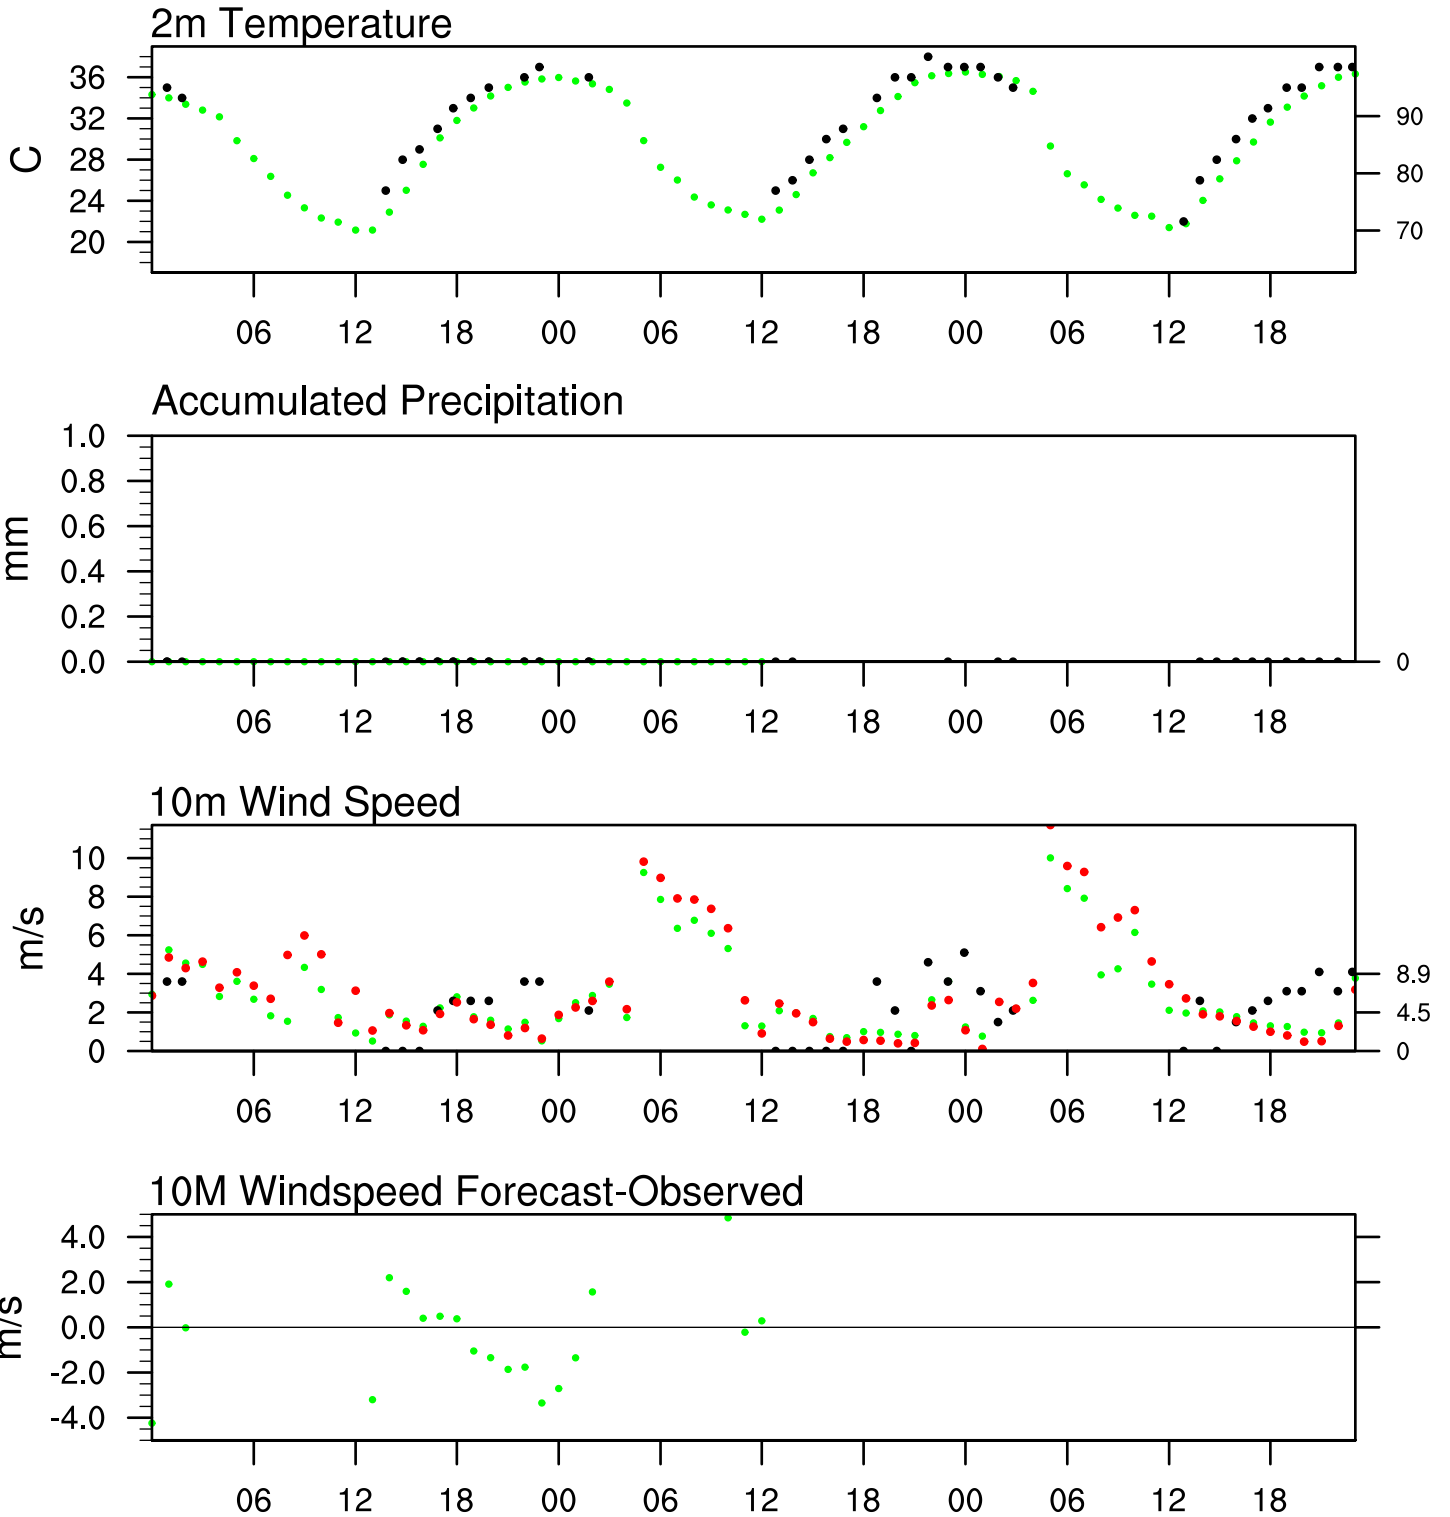 2m Temperature
36
32
28
24
20
C
90
80
70
06 12 18 00 06 12 18 00 06 12 18
Accumulated Precipitation
1.0
0.8
0.6
0.4
0.2
0.0
mm
0
06 12 18 00 06 12 18 00 06 12 18
10m Wind Speed
10
8
6
4
2
0
m/s
8.9
4.5
0
06 12 18 00 06 12 18 00 06 12 18
10M Windspeed Forecast-Observed
4.0
2.0
0.0
-2.0
-4.0
m/s
06 12 18 00 06 12 18 00 06 12 18